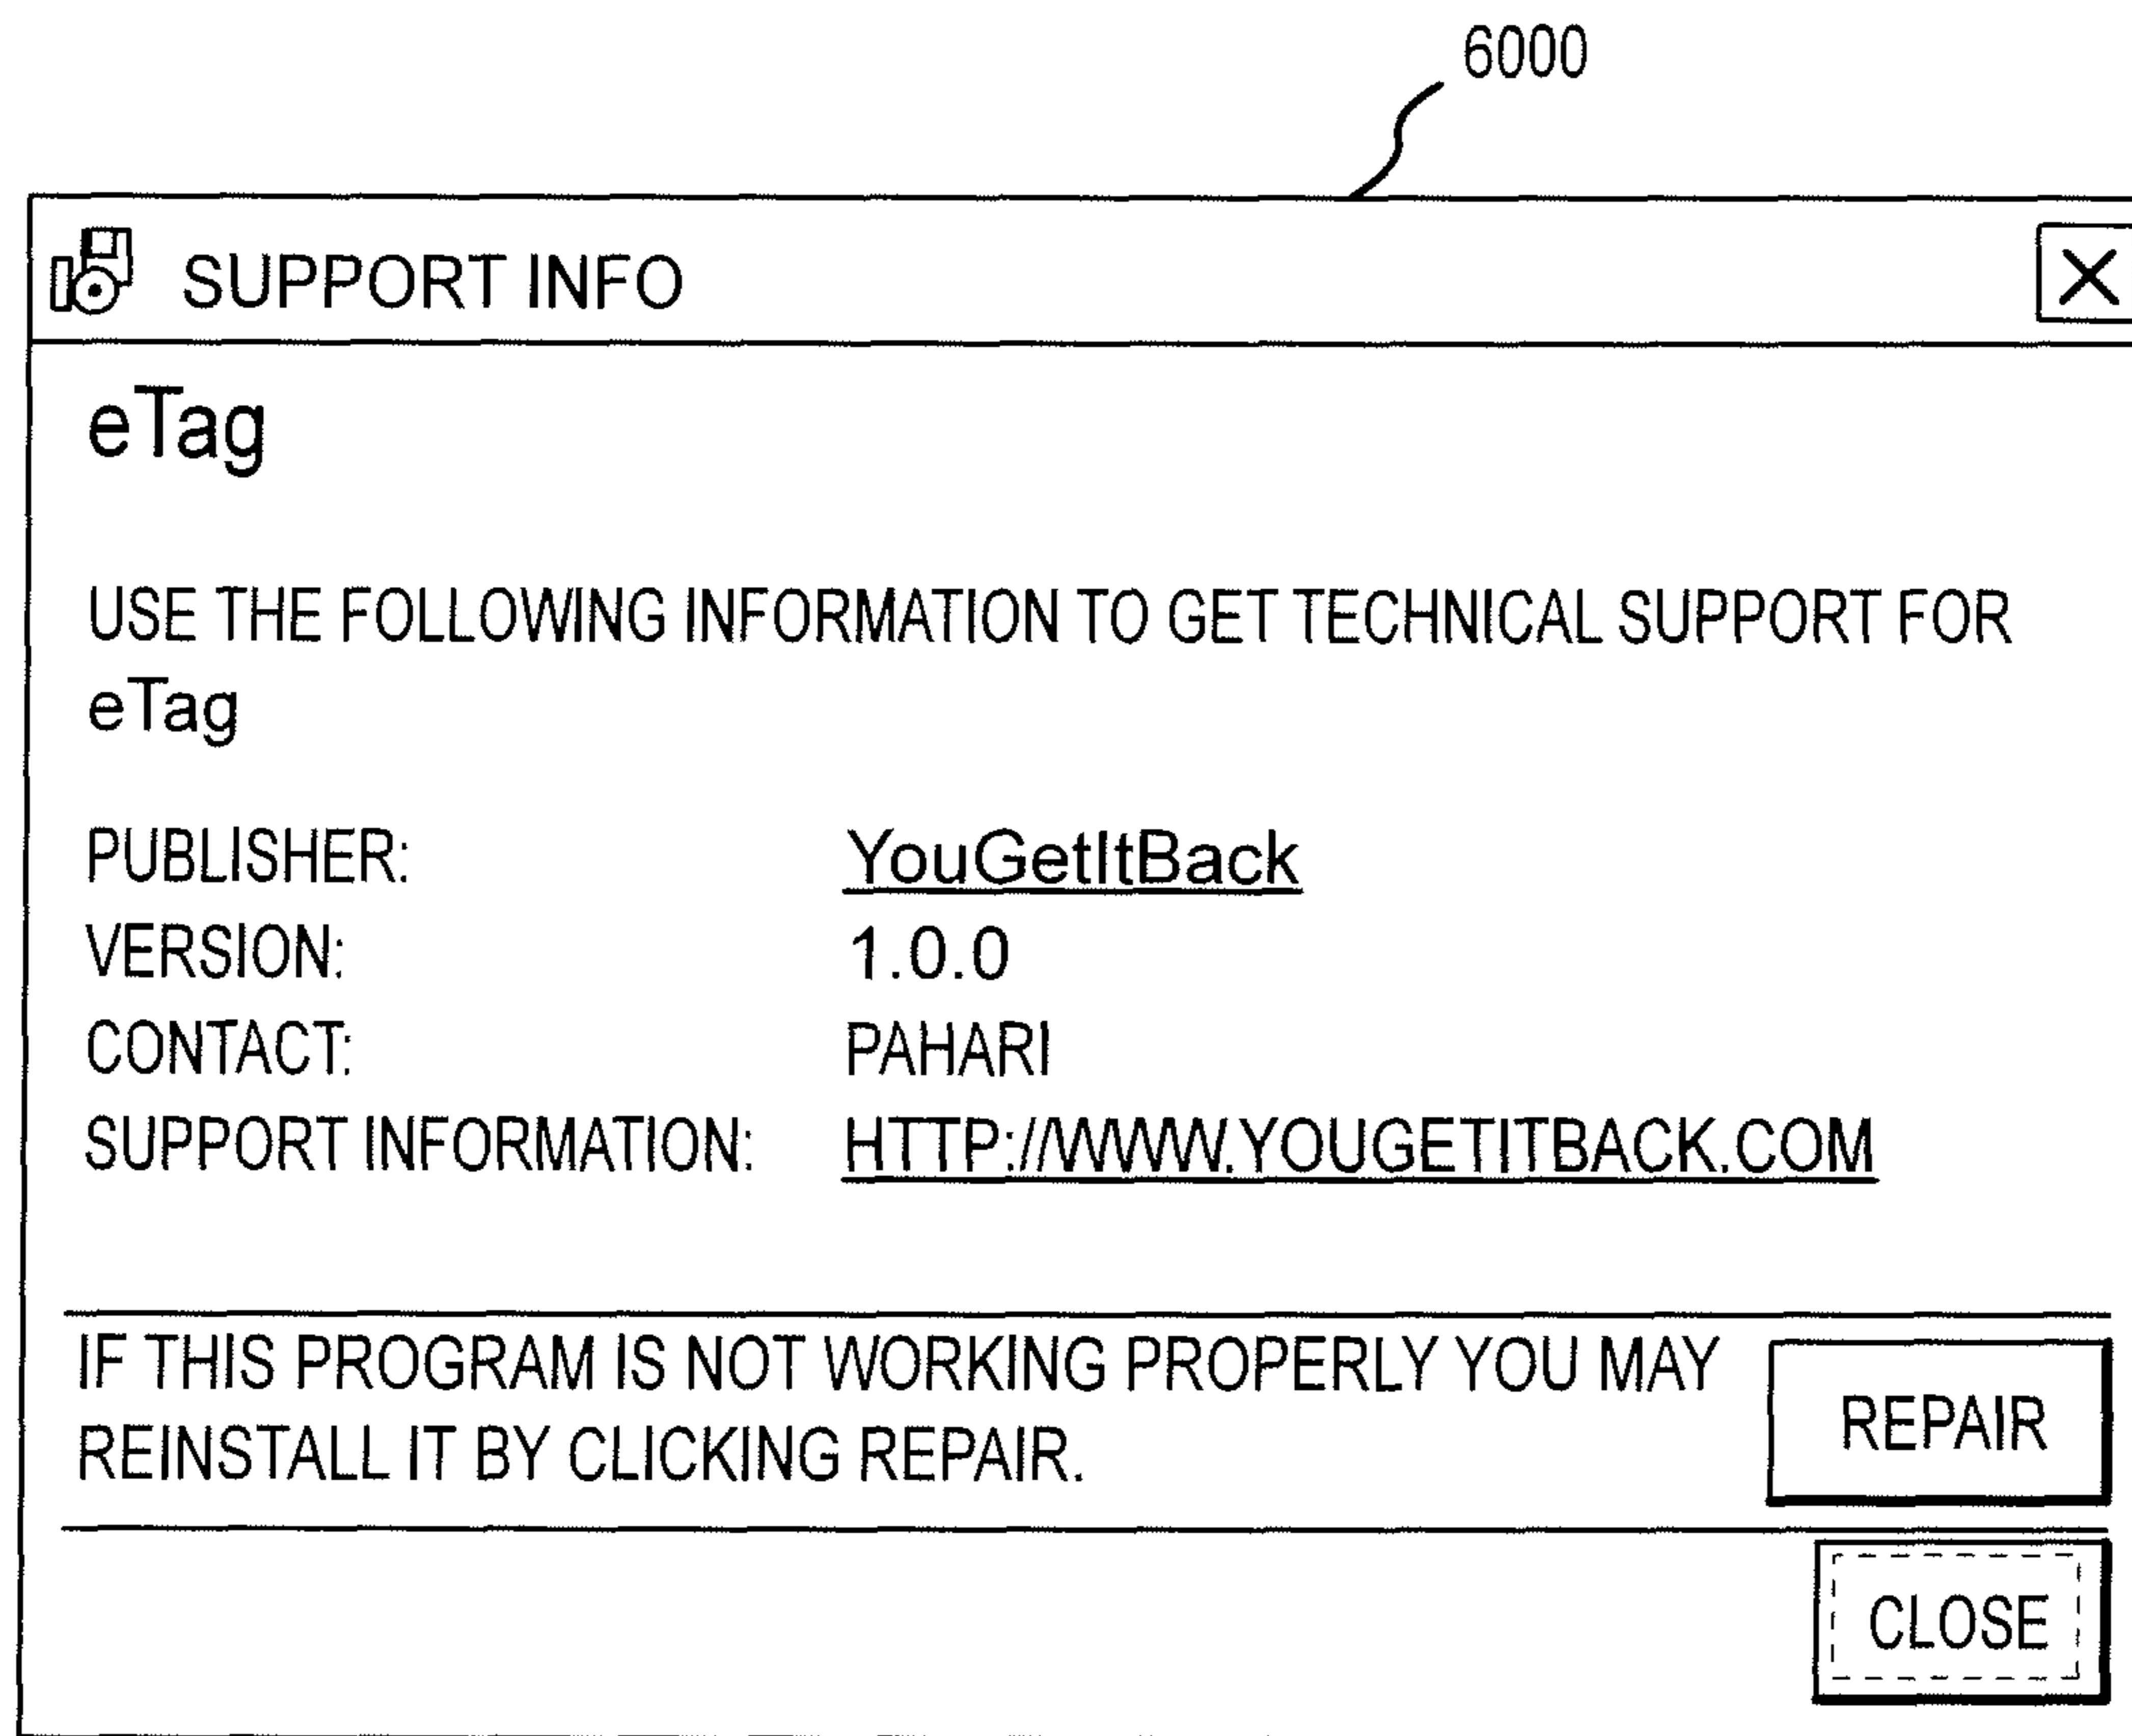 6000
SUPPORT INFO
eTag
USE THE FOLLOWING INFORMATION TO GET TECHNICAL SUPPORT FOR
eTag
PUBLISHER: YouGetItBack
VERSION: 1.0.0
CONTACT: PAHARI
SUPPORT INFORMATION: HTTP://WWW.YOUGETITBACK.COM
IF THIS PROGRAM IS NOT WORKING PROPERLY YOU MAY
REINSTALL IT BY CLICKING REPAIR.
REPAIR
CLOSE